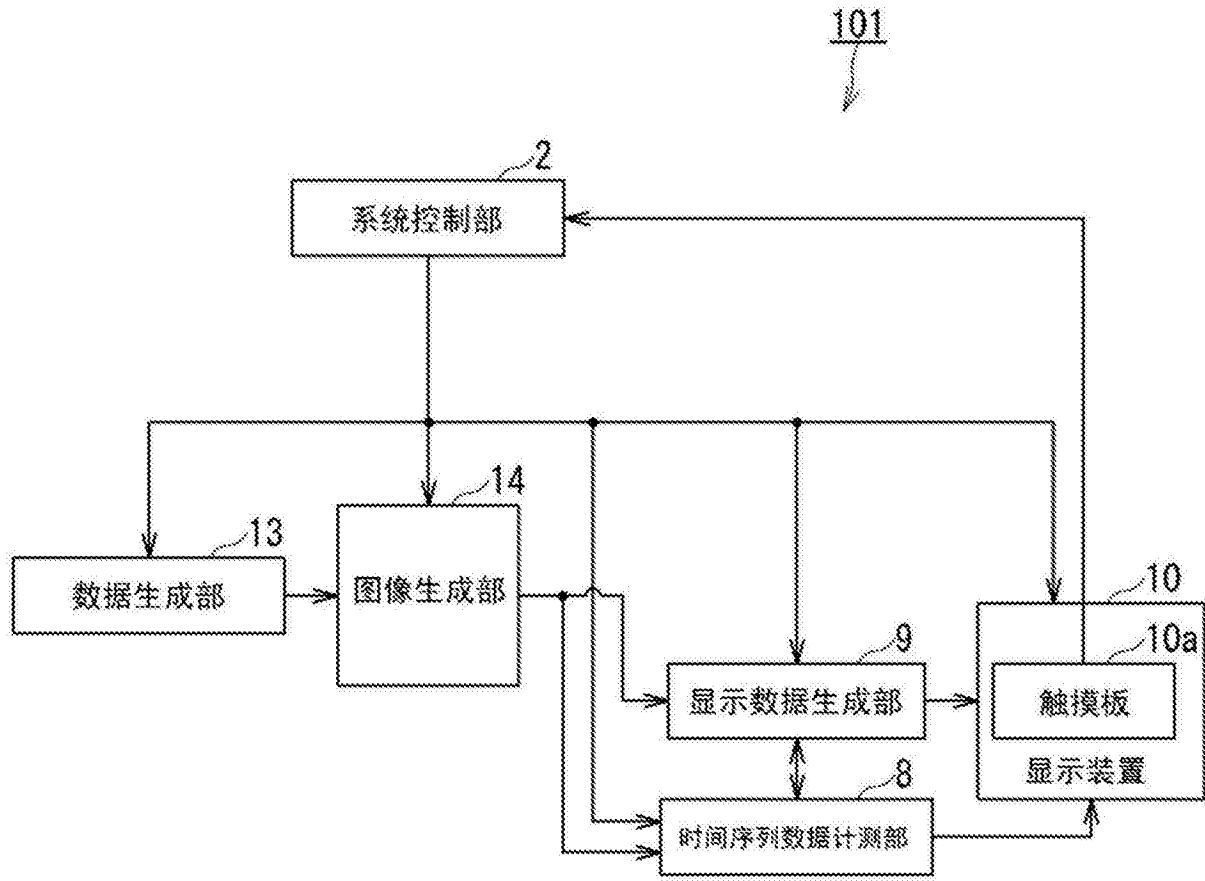 101
2
系统控制部
14
13
图像生成部
数据生成部
10
10a
9
触摸板
显示数据生成部
显示装置
8
时间序列数据计测部